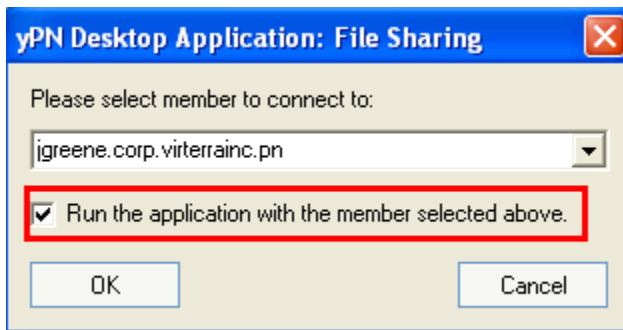 yPN Desktop Application: File Sharing
Please select member to connect to:
jgreene.corp.virterrainc.pn
Run the application with the member selected above.
OK
Cancel